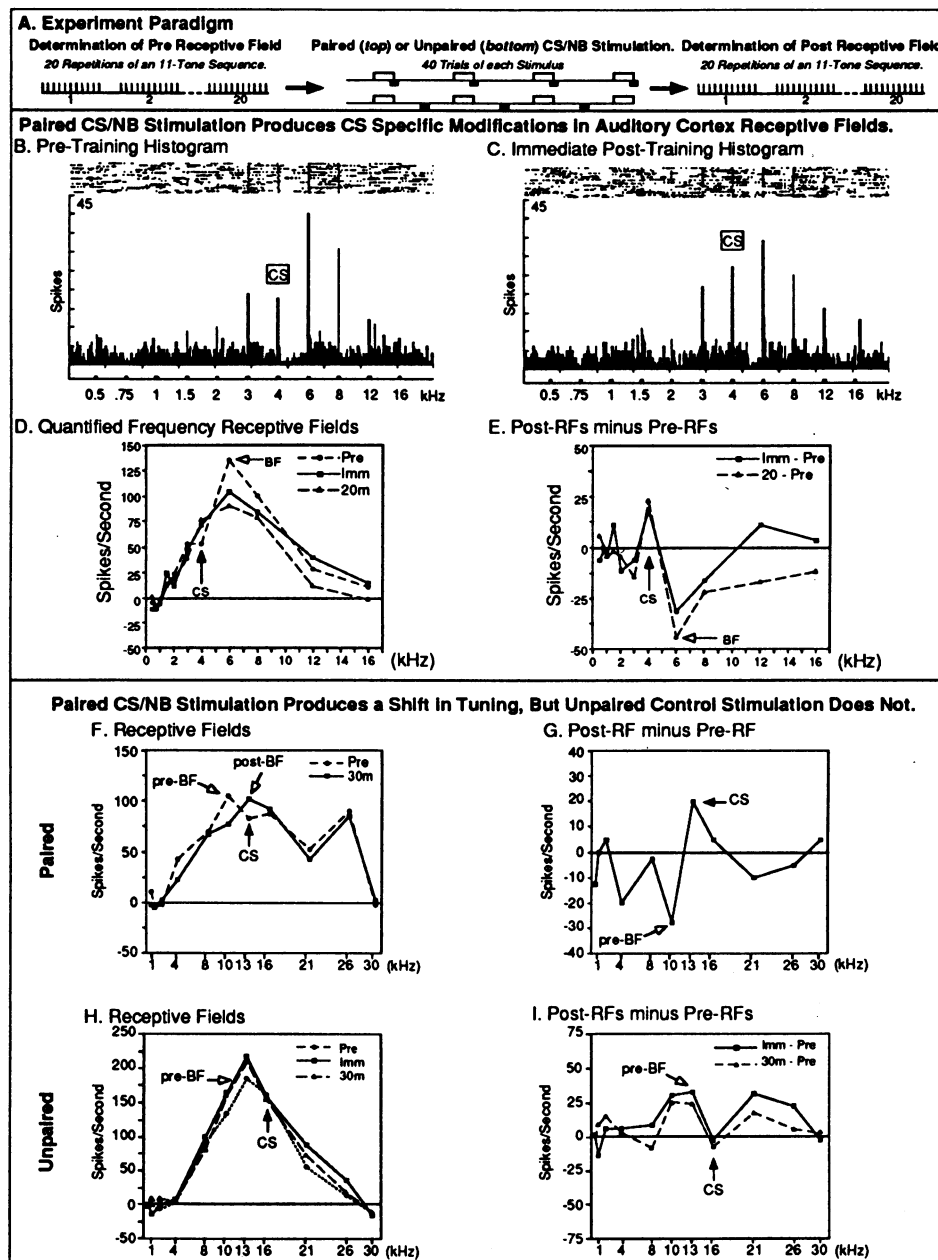 A. Experiment Paradigm
Determination of Pre Receptive Field
20 Repetitions of an 11-Tone Sequence.
1 2 20
Paired (top) or Unpaired (bottom) CS/NB Stimulation.
40 Trials of each Stimulus
Determination of Post Receptive Field
20 Repetitions of an 11-Tone Sequence.
1 2 20
Paired CS/NB Stimulation Produces CS Specific Modifications in Auditory Cortex Receptive Fields.
B. Pre-Training Histogram
45
Spikes
CS
0.5 .75 1 1.5 2 3 4 6 8 12 16 kHz
C. Immediate Post-Training Histogram
45
Spikes
CS
0.5 .75 1 1.5 2 3 4 6 8 12 16 kHz
D. Quantified Frequency Receptive Fields
150
125
100
75
50
25
0
-50
Spikes/Second
BF
Pre
Imm
20m
CS
0 2 4 6 8 10 12 14 16 (kHz)
E. Post-RFs minus Pre-RFs
50
25
0
-25
-50
Spikes/Second
Imm - Pre
20 - Pre
CS
BF
0 2 4 6 8 10 12 14 16 (kHz)
Paired CS/NB Stimulation Produces a Shift in Tuning, But Unpaired Control Stimulation Does Not.
Paired
F. Receptive Fields
150
100
50
0
-50
Spikes/Second
pre-BF
post-BF
Pre
30m
CS
1 4 8 10 13 16 21 26 30 (kHz)
G. Post-RF minus Pre-RF
40
30
20
10
0
-10
-20
-30
-40
Spikes/Second
CS
pre-BF
1 4 8 10 13 16 21 26 30 (kHz)
Unpaired
H. Receptive Fields
250
200
150
100
50
0
-50
Spikes/Second
pre-BF
Pre
Imm
30m
CS
1 4 8 10 13 16 21 26 30 (kHz)
I. Post-RFs minus Pre-RFs
75
50
25
0
-25
-50
-75
Spikes/Second
pre-BF
Imm - Pre
30m - Pre
CS
1 4 8 10 13 16 21 26 30 (kHz)